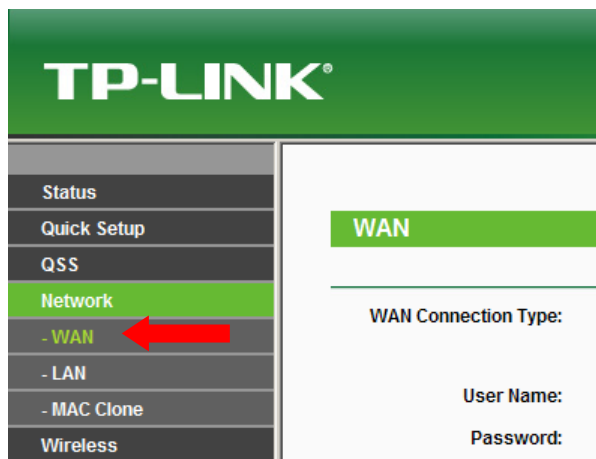 TP-LINK®
Status
Quick Setup
QSS
Network
- WAN
- LAN
- MAC Clone
Wireless
WAN
WAN Connection Type:
User Name:
Password: